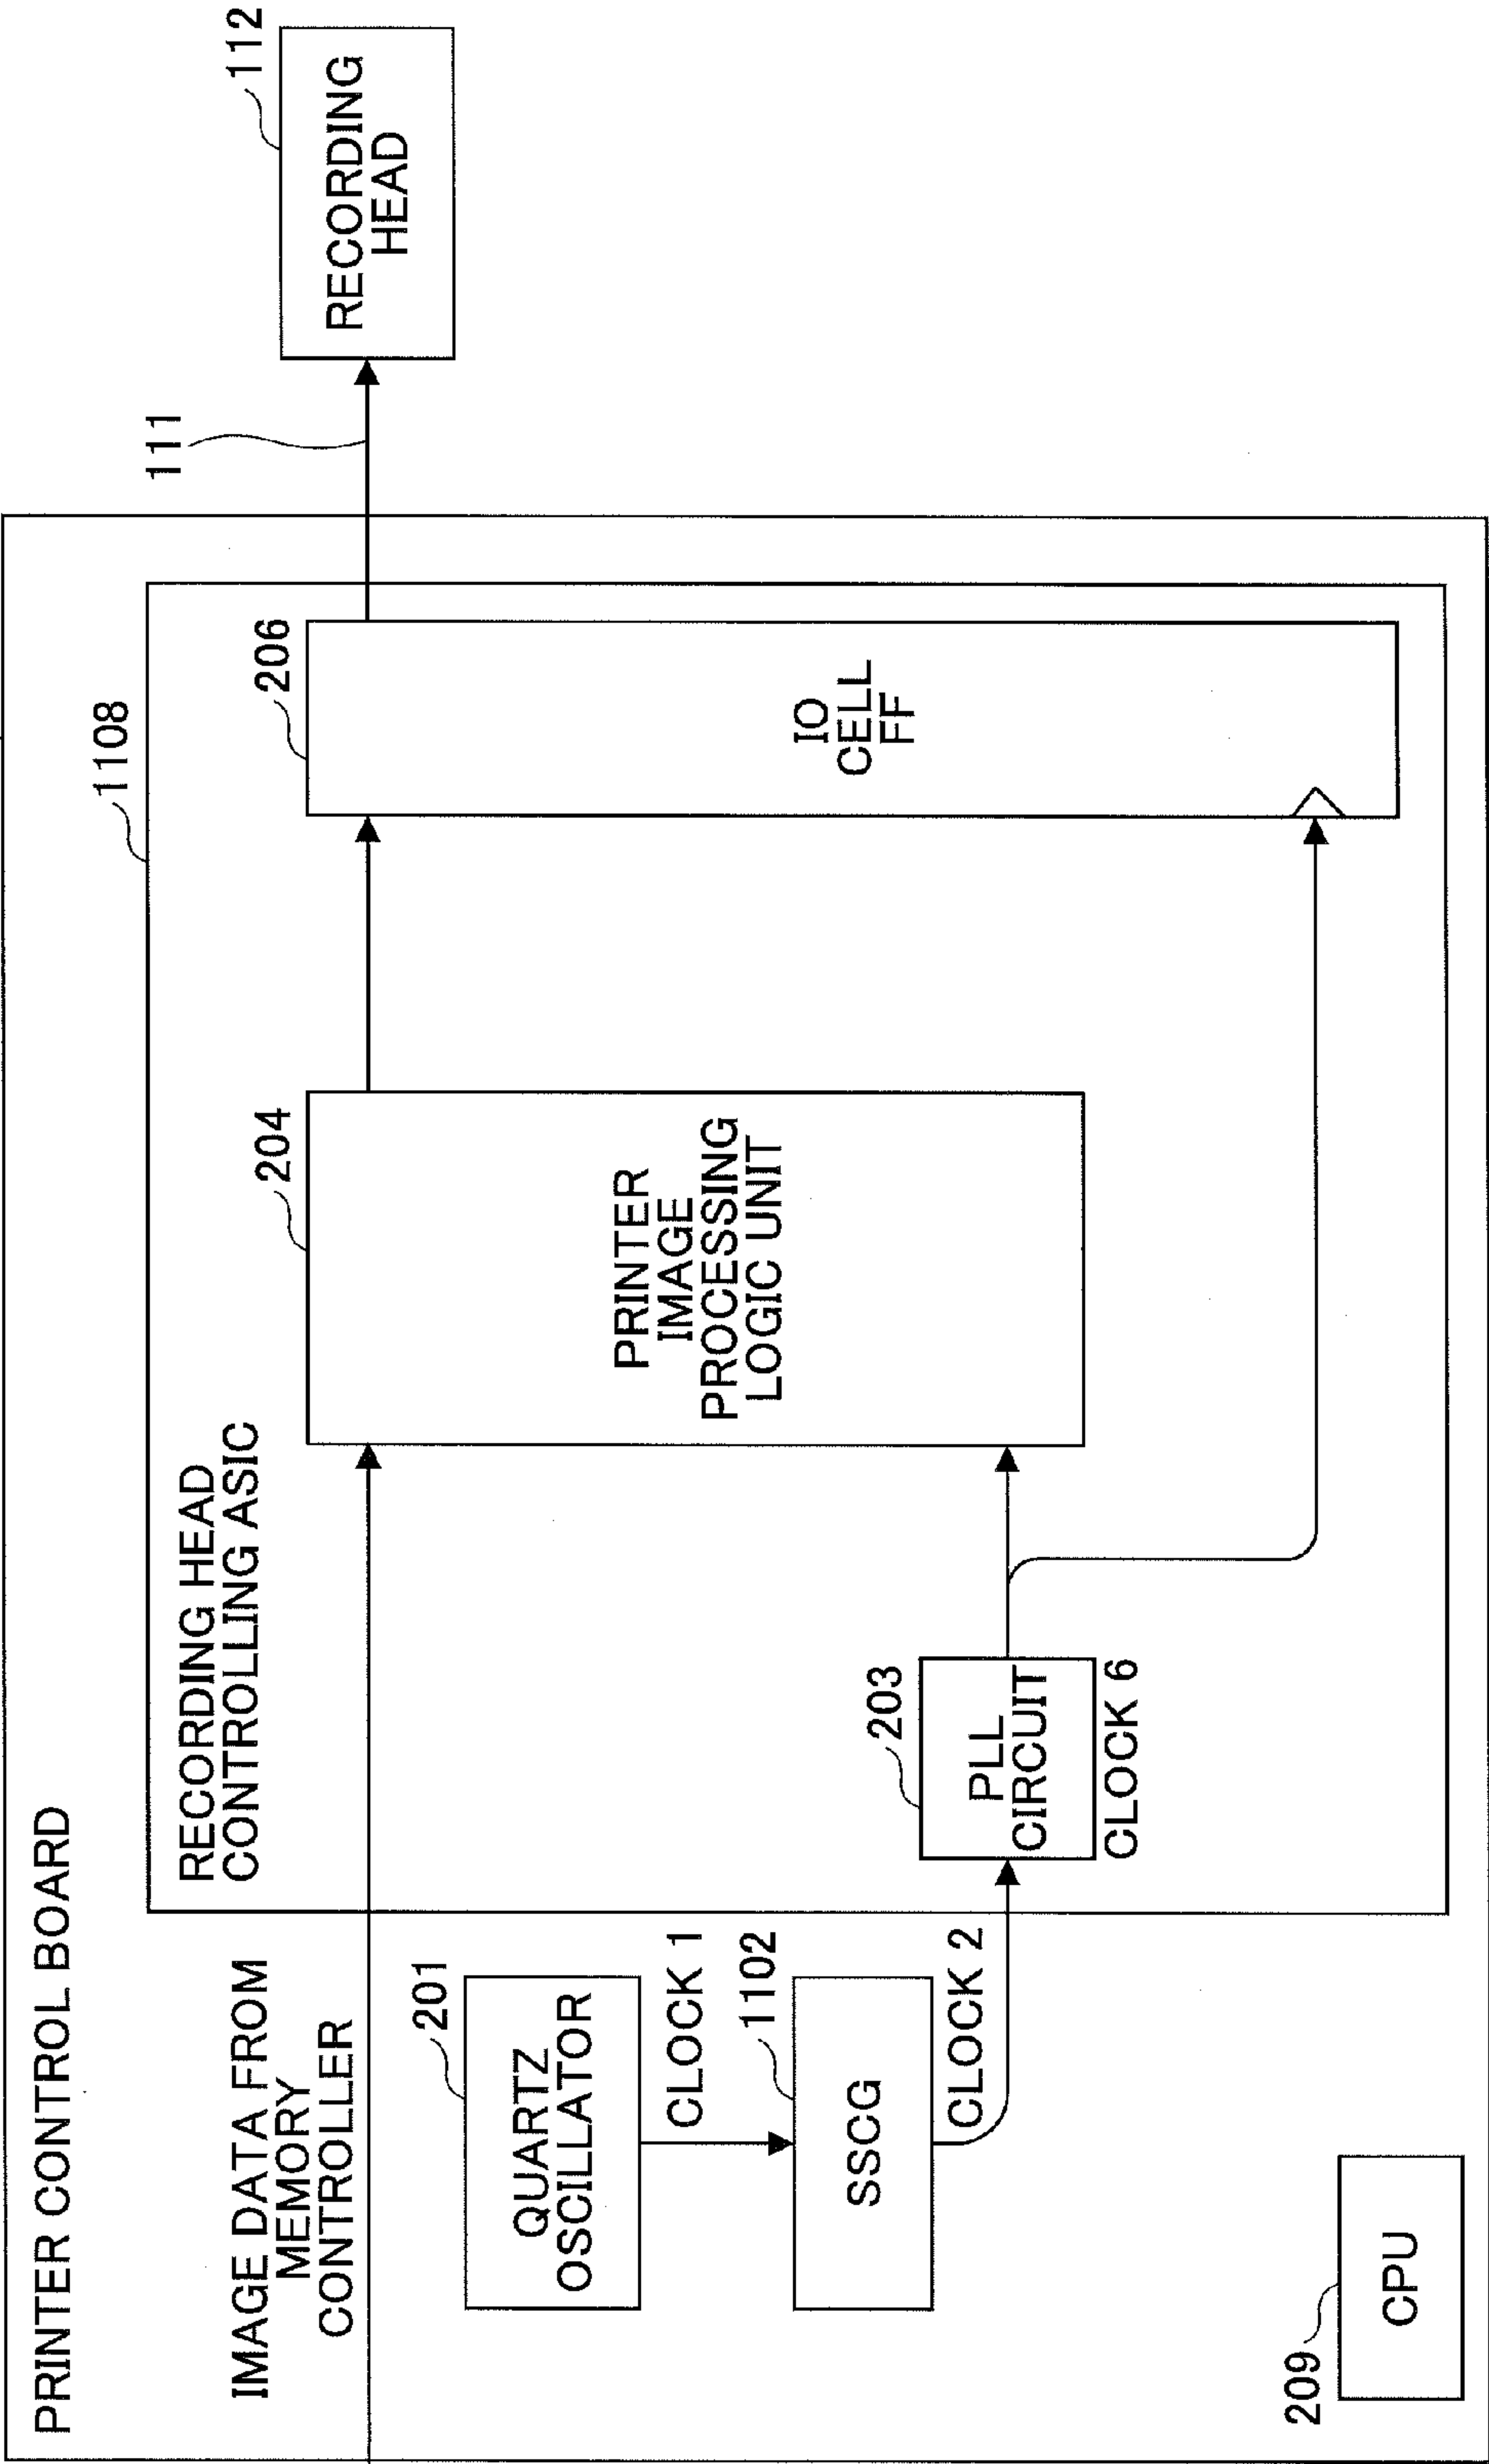 PRINTER CONTROL BOARD
1108
RECORDING HEAD
CONTROLLING ASIC
IMAGE DATA FROM
MEMORY
CONTROLLER
204
206
111
112
RECORDING
HEAD
201
QUARTZ
OSCILLATOR
CLOCK 1
1102
SSCG
CLOCK 2
203
PLL
CIRCUIT
CLOCK 6
PRINTER
IMAGE
PROCESSING
LOGIC UNIT
IO
CELL
FF
209
CPU